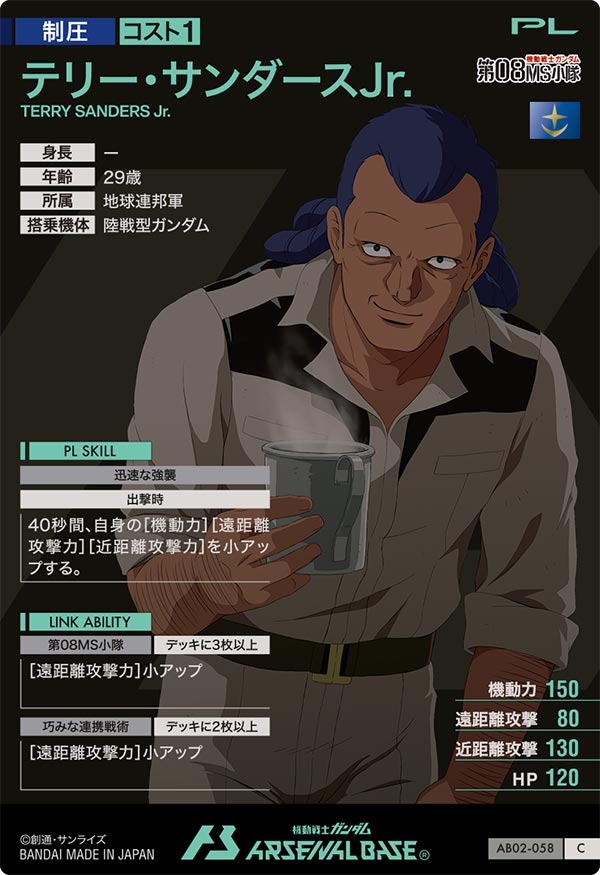 制圧 コスト1 PL
テリー・サンダースJr.
TERRY SANDERS Jr.
機動戦士ガンダム
第08MS小隊
身長 ー
年齢 29歳
所属 地球連邦軍
搭乗機体 陸戦型ガンダム
PL SKILL
迅速な強襲
出撃時
40秒間、自身の[機動力][遠距離
攻撃力][近距離攻撃力]を小アッ
プする。
LINK ABILITY
第08MS小隊 デッキに3枚以上
[遠距離攻撃力]小アップ
巧みな連携戦術 デッキに2枚以上
[遠距離攻撃力]小アップ
機動力 150
遠距離攻撃 80
近距離攻撃 130
HP 120
©創通・サンライズ
BANDAI MADE IN JAPAN
機動戦士ガンダム
ARSENAL BASE®
AB02-058 C